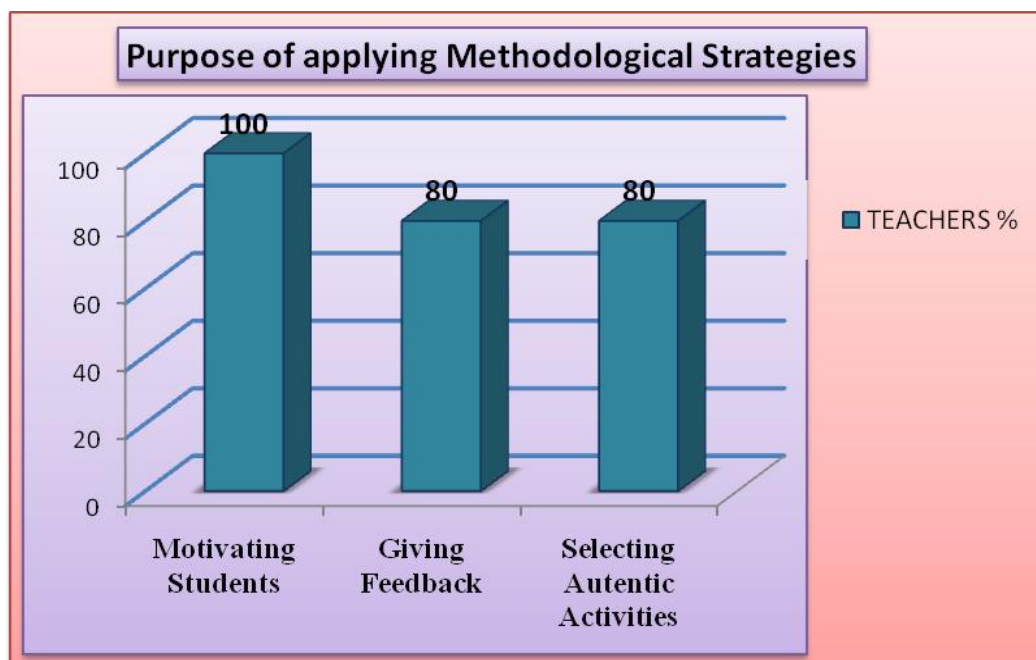 Purpose of applying Methodological Strategies
100
80
80
100
80
60
40
20
0
TEACHERS %
Motivating
Students
Giving
Feedback
Selecting
Autentic
Activities